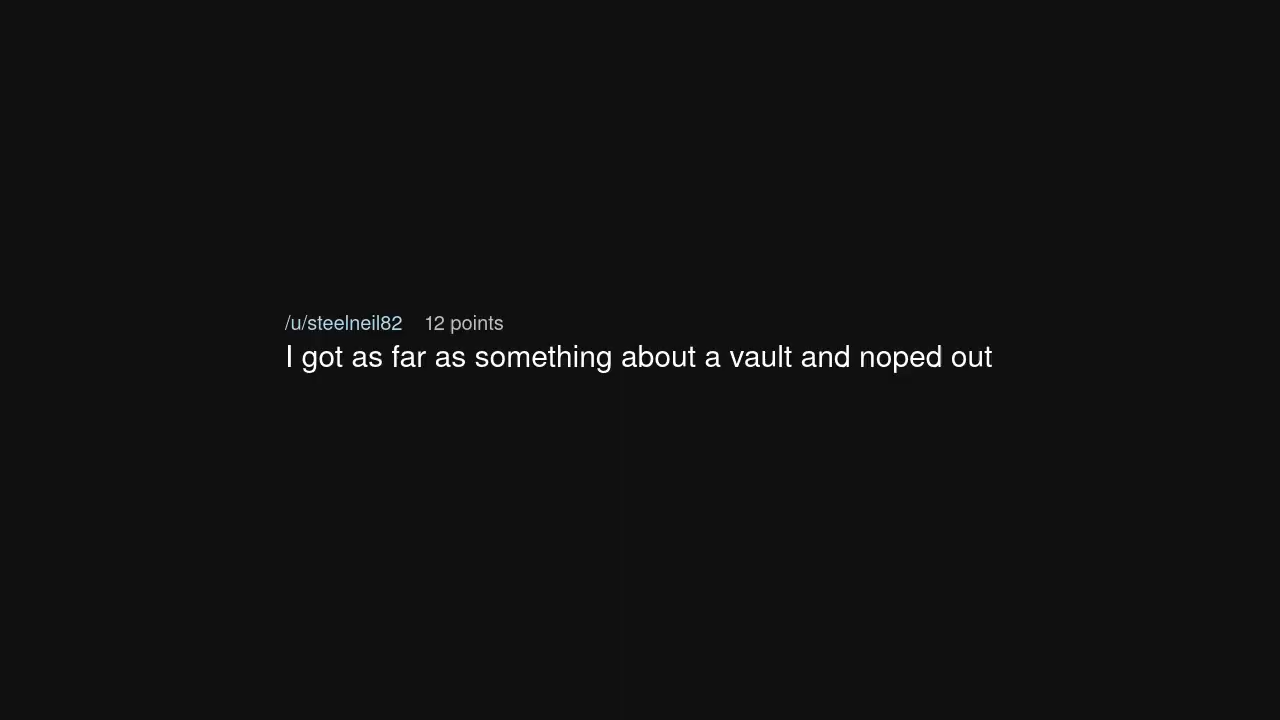 /u/steelneil82 12 points
I got as far as something about a vault and noped out